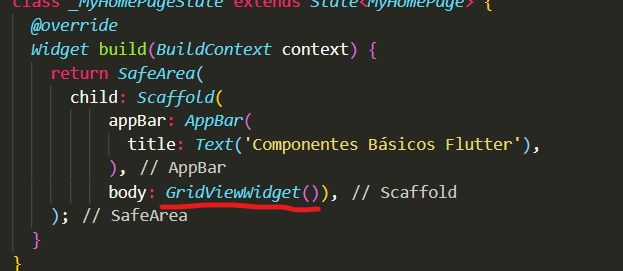 class _MyHomePageState extends State<MyHomePage> {
@override
Widget build(BuildContext context) {
return SafeArea(
child: Scaffold(
appBar: AppBar(
title: Text('Componentes Básicos Flutter'),
), // AppBar
body: GridViewWidget()), // Scaffold
); // SafeArea
}
}